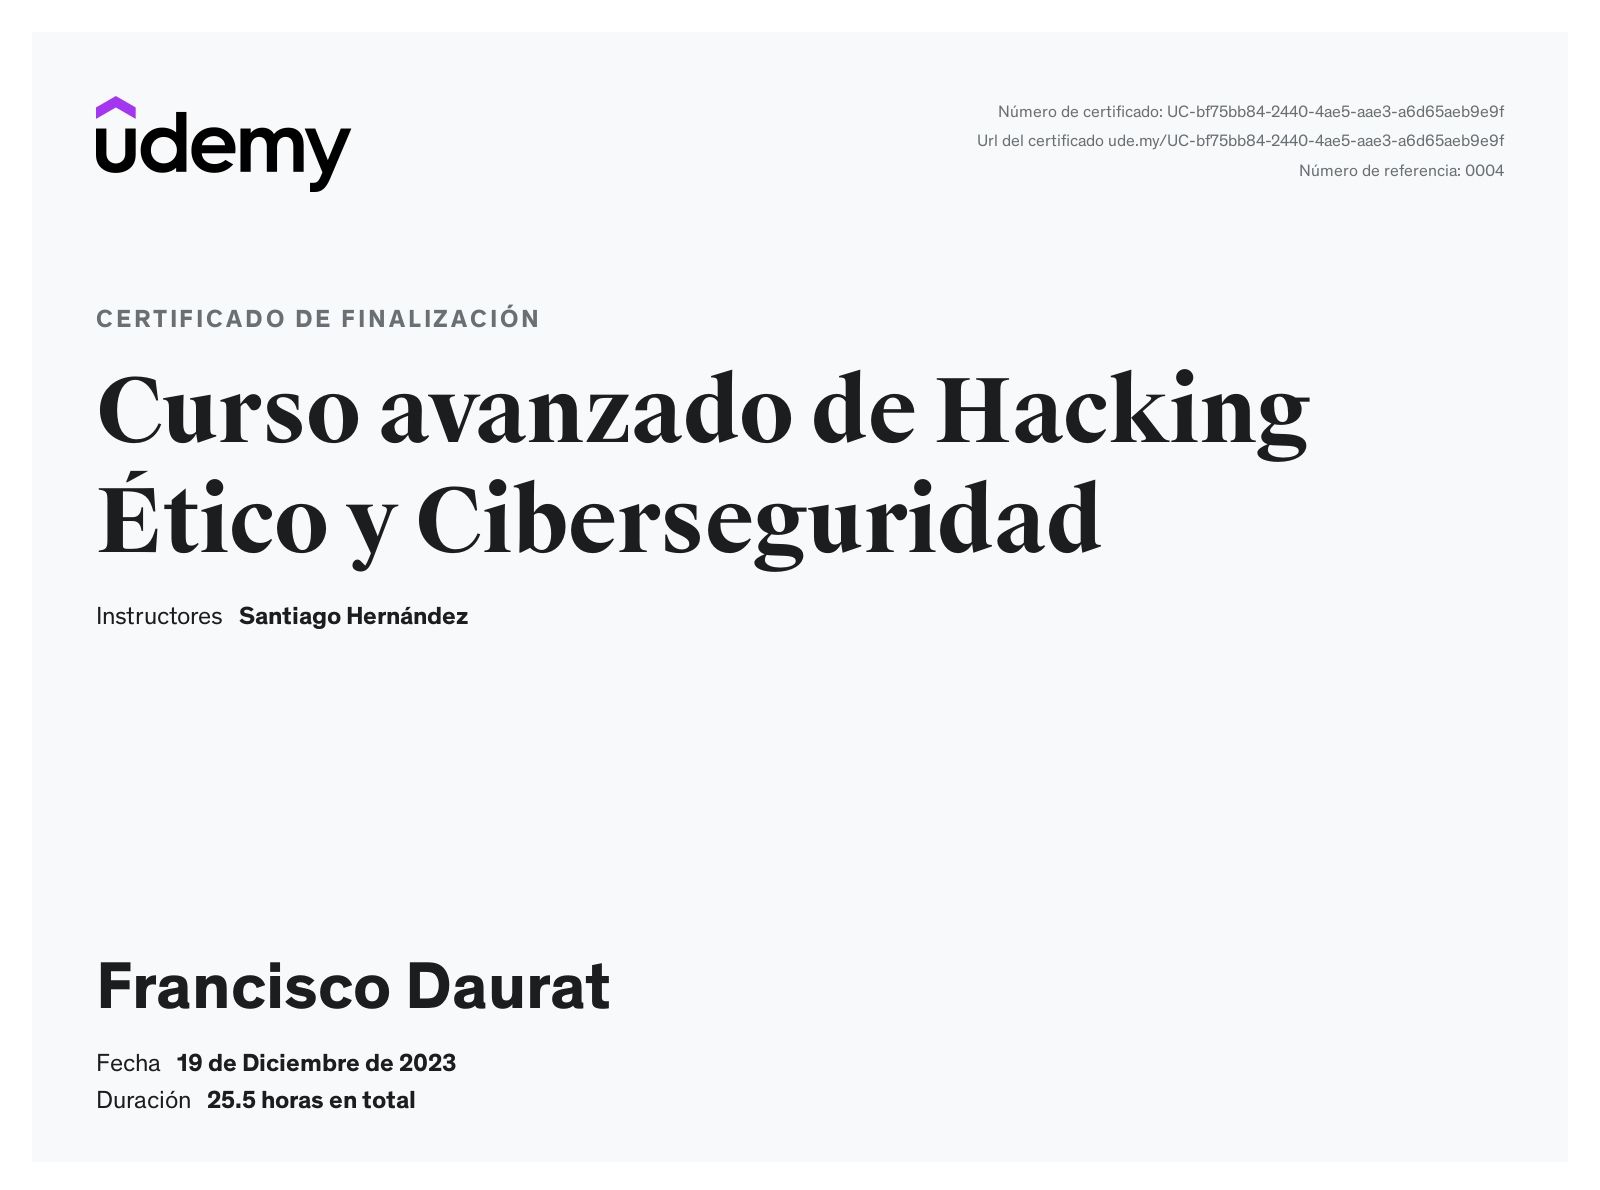 udemy
Número de certificado: UC-bf75bb84-2440-4ae5-aae3-a6d65aeb9e9f
Url del certificado ude.my/UC-bf75bb84-2440-4ae5-aae3-a6d65aeb9e9f
Número de referencia: 0004
CERTIFICADO DE FINALIZACIÓN
Curso avanzado de Hacking
Ético y Ciberseguridad
Instructores Santiago Hernández
Francisco Daurat
Fecha 19 de Diciembre de 2023
Duración 25.5 horas en total